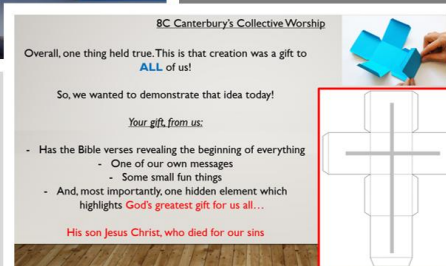 8C Canterbury's Collective Worship
Overall, one thing held true. This is that creation was a gift to
ALL of us!
So, we wanted to demonstrate that idea today!
Your gift, from us:
- Has the Bible verses revealing the beginning of everything
- One of our own messages
- Some small fun things
- And, most importantly, one hidden element which
highlights God's greatest gift for us all…
His son Jesus Christ, who died for our sins